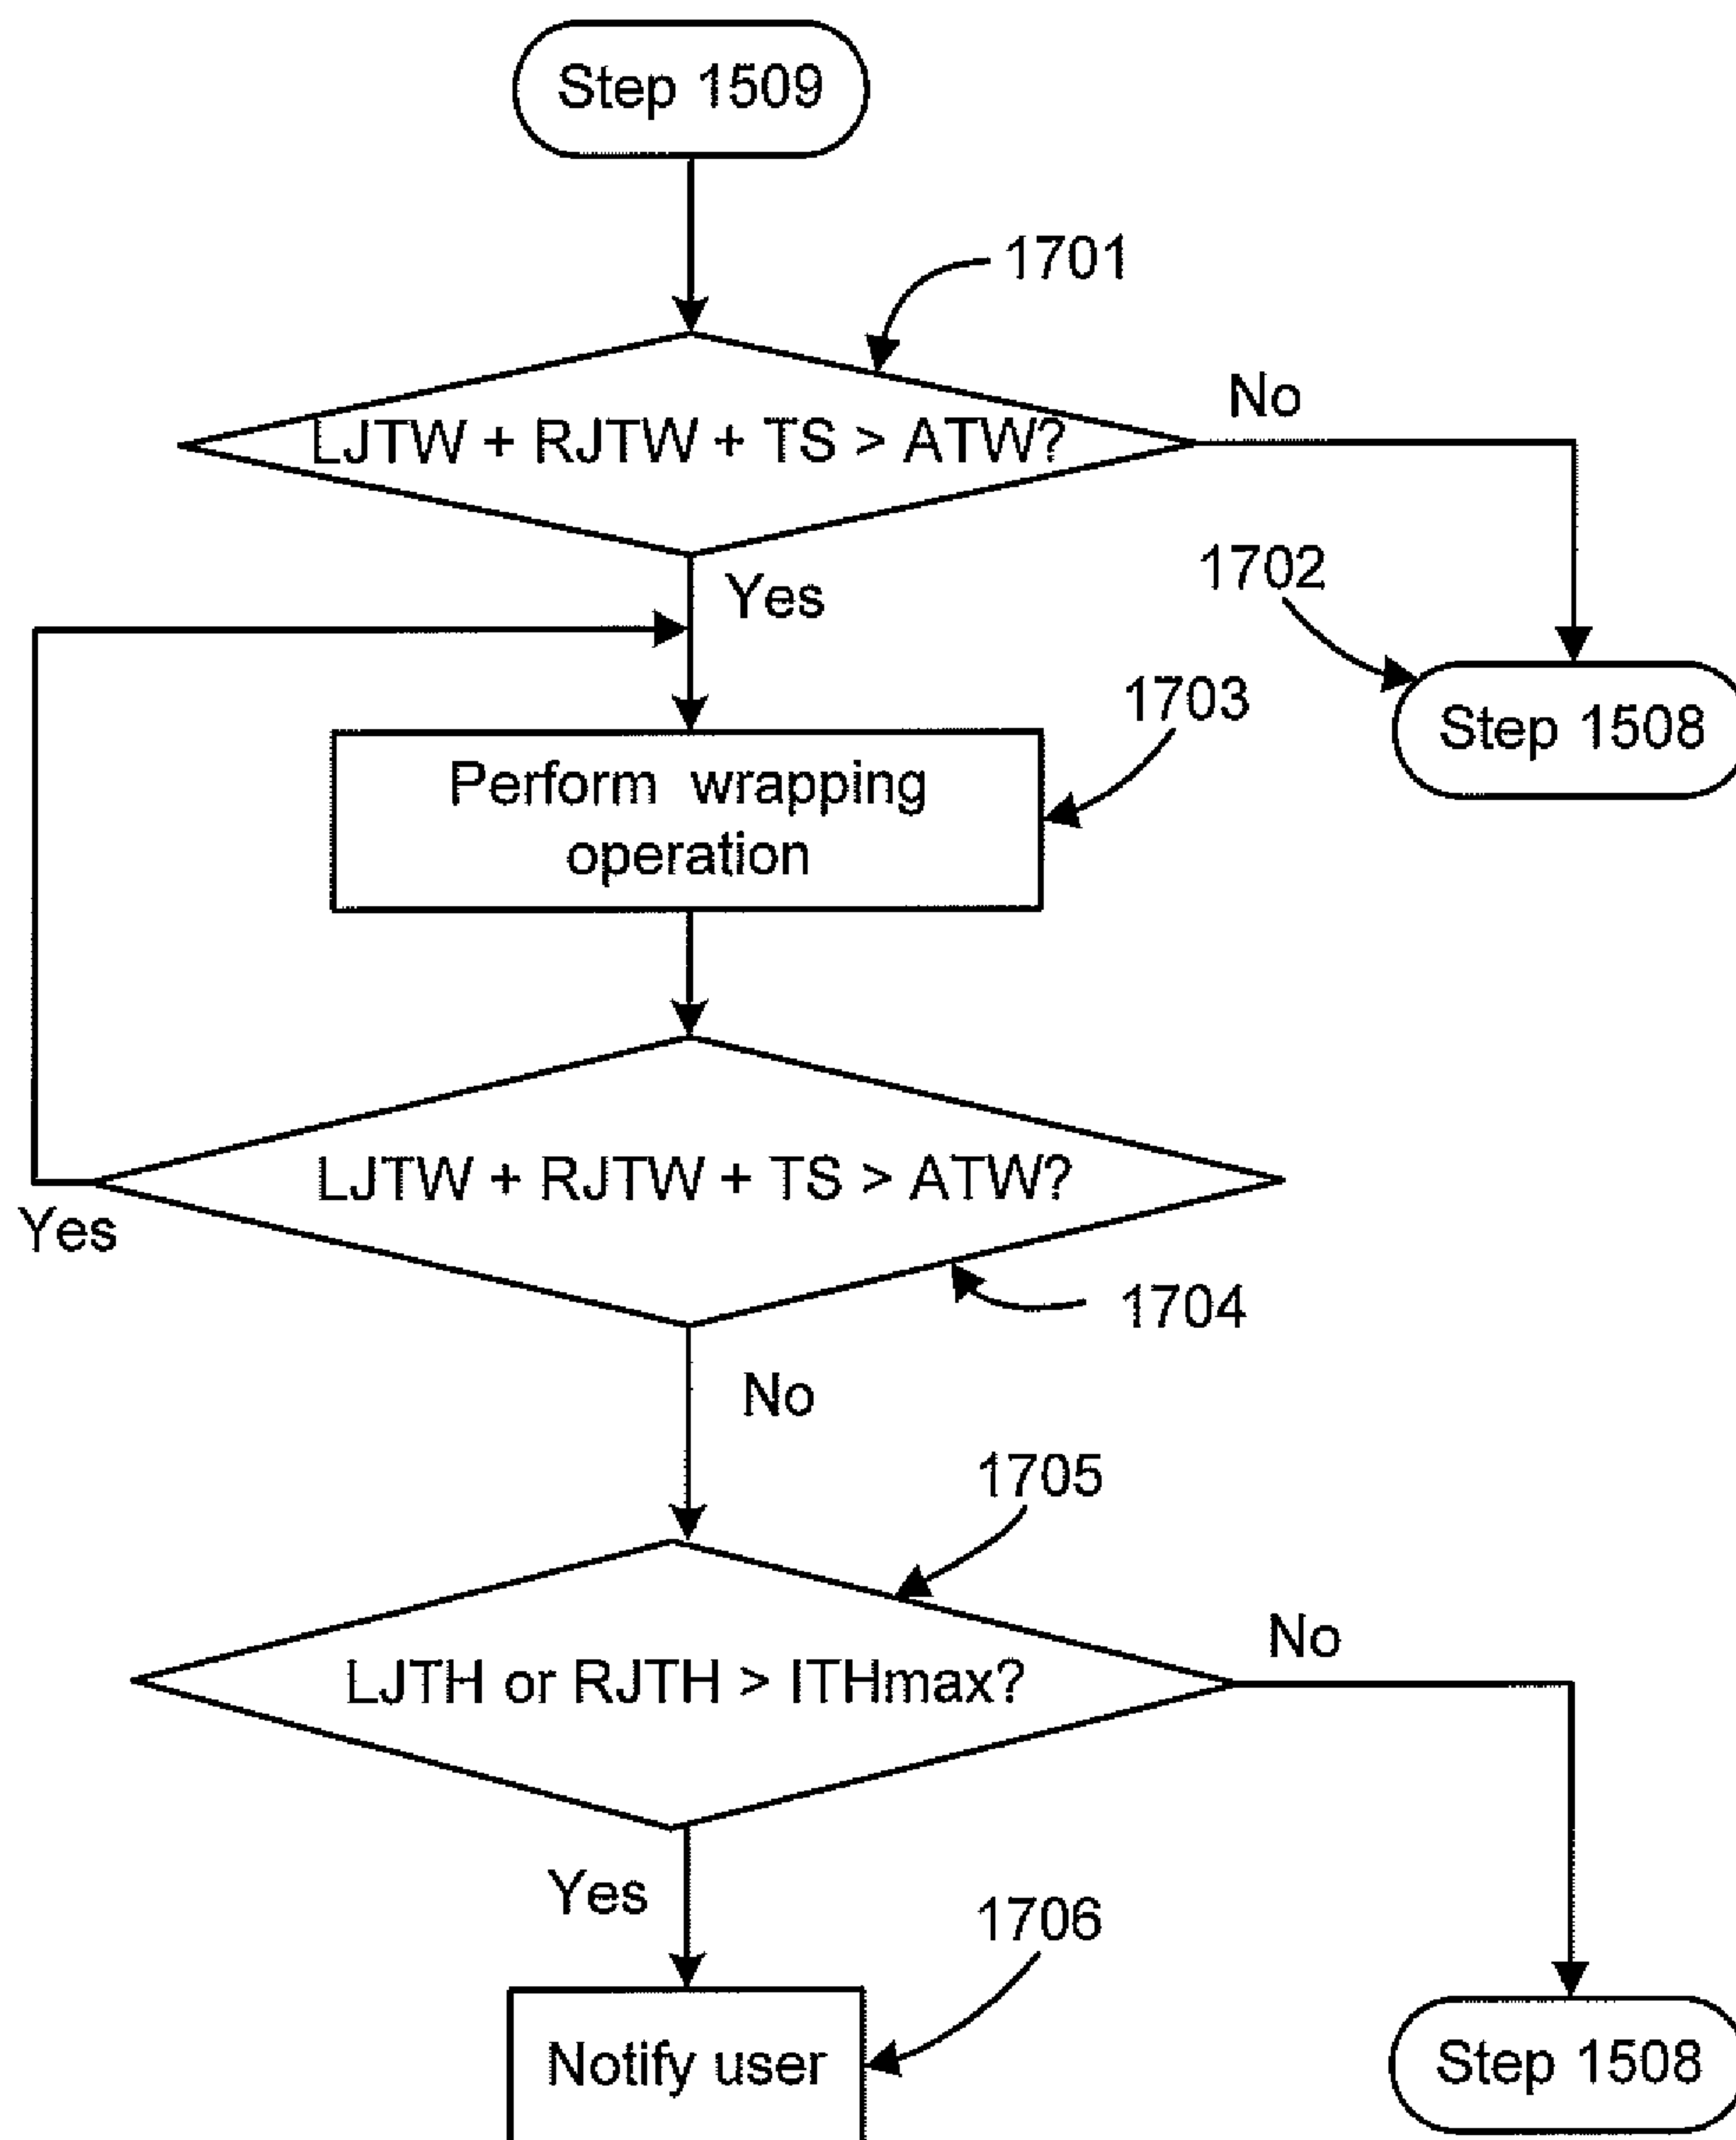 Step 1509
1701
LJTW + RJTW + TS > ATW?
No
Yes
1702
Step 1508
1703
Perform wrapping
operation
LJTW + RJTW + TS > ATW?
Yes
1704
No
1705
LJTH or RJTH > ITHmax?
No
Yes
1706
Notify user
Step 1508